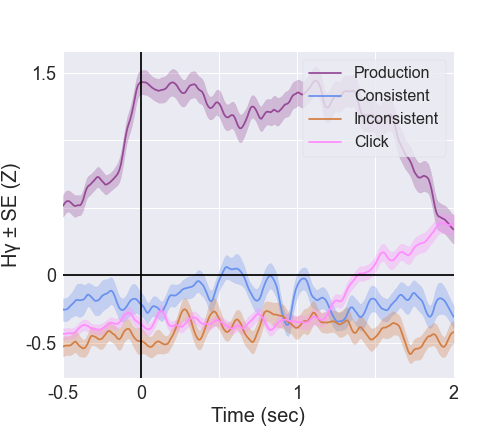 Production
Consistent
Inconsistent
Click
Hγ ± SE (Z)
1.5
0
-0.5
-0.5 0 1 2
Time (sec)